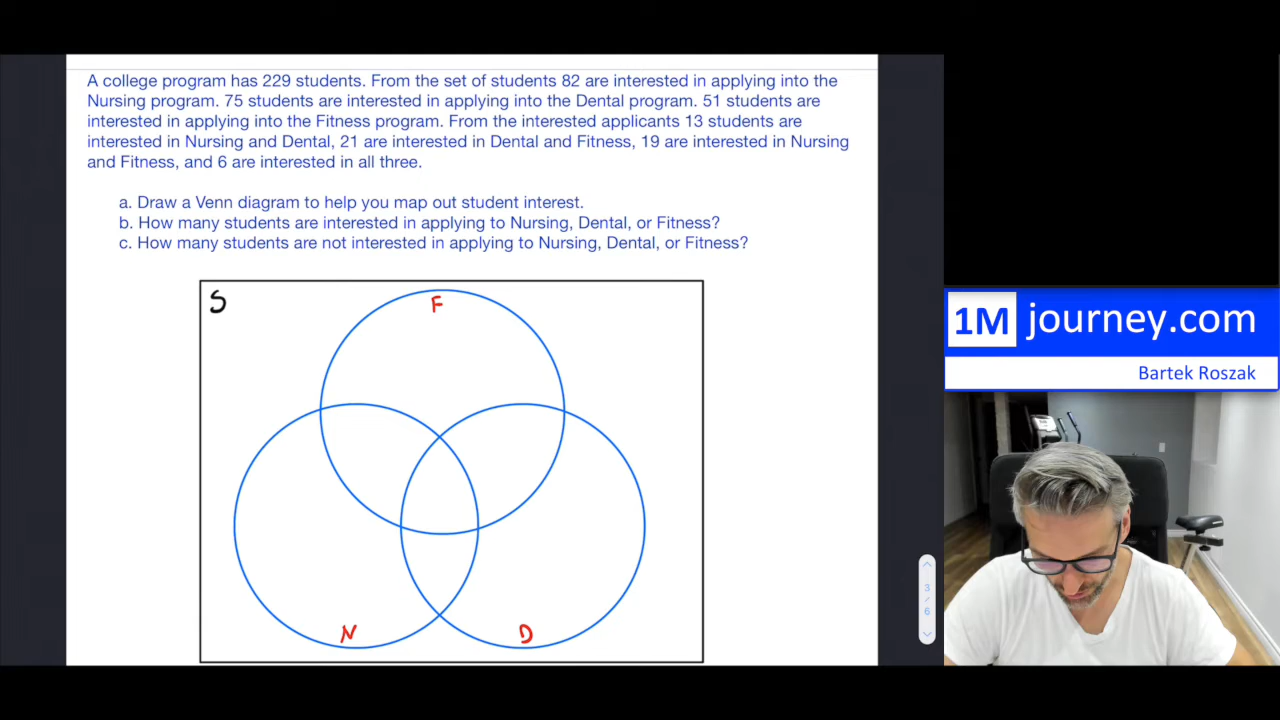 A college program has 229 students. From the set of students 82 are interested in applying into the
Nursing program. 75 students are interested in applying into the Dental program. 51 students are
interested in applying into the Fitness program. From the interested applicants 13 students are
interested in Nursing and Dental, 21 are interested in Dental and Fitness, 19 are interested in Nursing
and Fitness, and 6 are interested in all three.
a. Draw a Venn diagram to help you map out student interest.
b. How many students are interested in applying to Nursing, Dental, or Fitness?
c. How many students are not interested in applying to Nursing, Dental, or Fitness?
S
F
N
D
3
/
6
1M journey.com
Bartek Roszak